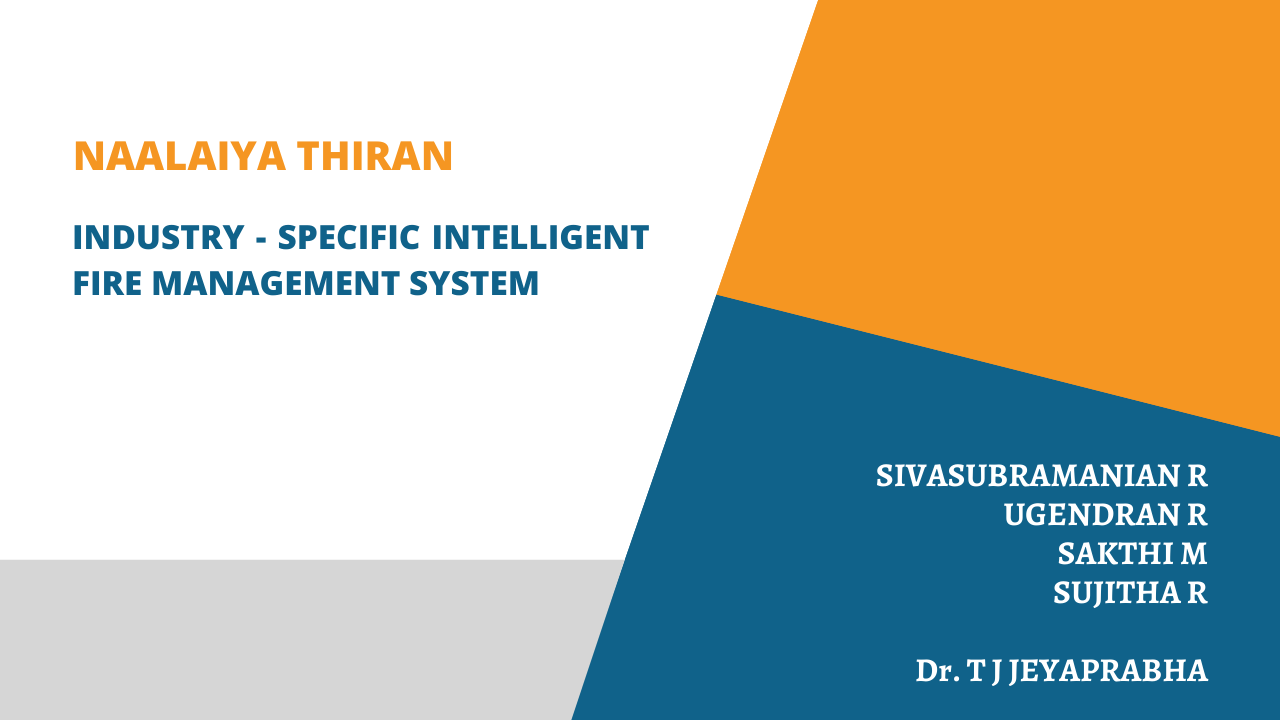 NAALAIYA THIRAN
INDUSTRY - SPECIFIC INTELLIGENT
FIRE MANAGEMENT SYSTEM
SIVASUBRAMANIAN R
UGENDRAN R
SAKTHI M
SUJITHA R
Dr. T J JEYAPRABHA